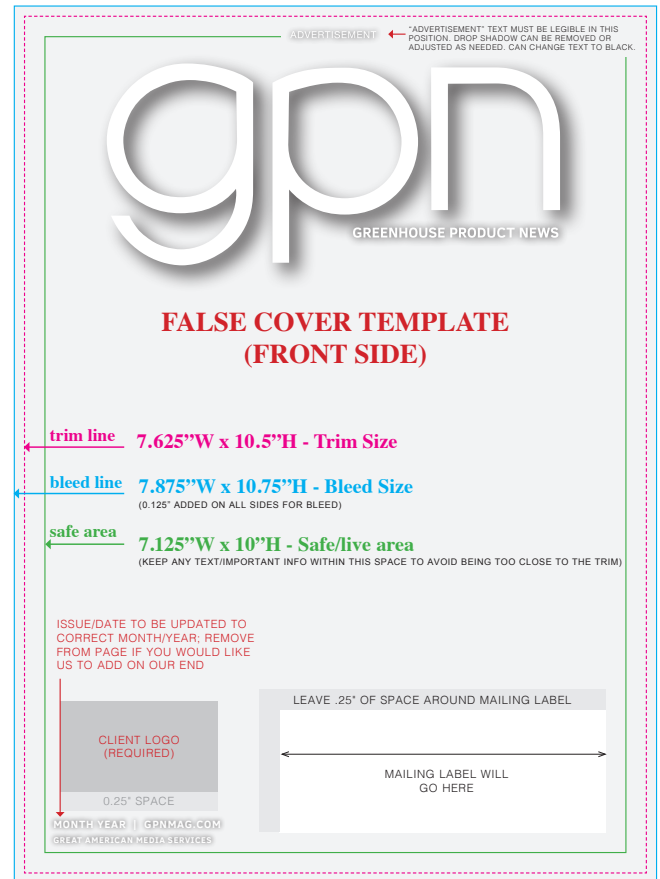 ADVERTISEMENT
"ADVERTISEMENT" TEXT MUST BE LEGIBLE IN THIS
POSITION. DROP SHADOW CAN BE REMOVED OR
ADJUSTED AS NEEDED. CAN CHANGE TEXT TO BLACK.
gpn
GREENHOUSE PRODUCT NEWS
FALSE COVER TEMPLATE
(FRONT SIDE)
trim line
7.625”W x 10.5”H - Trim Size
bleed line
7.875”W x 10.75”H - Bleed Size
(0.125" ADDED ON ALL SIDES FOR BLEED)
safe area
7.125”W x 10”H - Safe/live area
(KEEP ANY TEXT/IMPORTANT INFO WITHIN THIS SPACE TO AVOID BEING TOO CLOSE TO THE TRIM)
ISSUE/DATE TO BE UPDATED TO
CORRECT MONTH/YEAR; REMOVE
FROM PAGE IF YOU WOULD LIKE
US TO ADD ON OUR END
CLIENT LOGO
(REQUIRED)
0.25" SPACE
MONTH YEAR | GPNMAG.COM
GREAT AMERICAN MEDIA SERVICES
LEAVE .25" OF SPACE AROUND MAILING LABEL
MAILING LABEL WILL
GO HERE